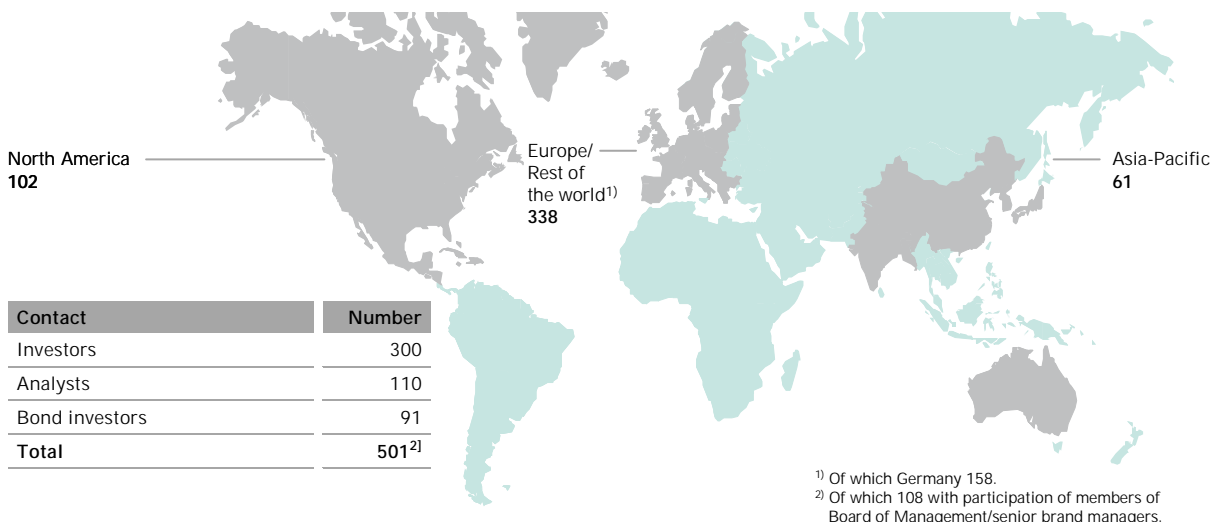 North America
102
Europe/
Rest of
the world1)
338
Asia-Pacific
61
Contact Number
Investors 300
Analysts 110
Bond investors 91
Total 5012]
1) Of which Germany 158.
2) Of which 108 with participation of members of
Board of Management/senior brand managers.